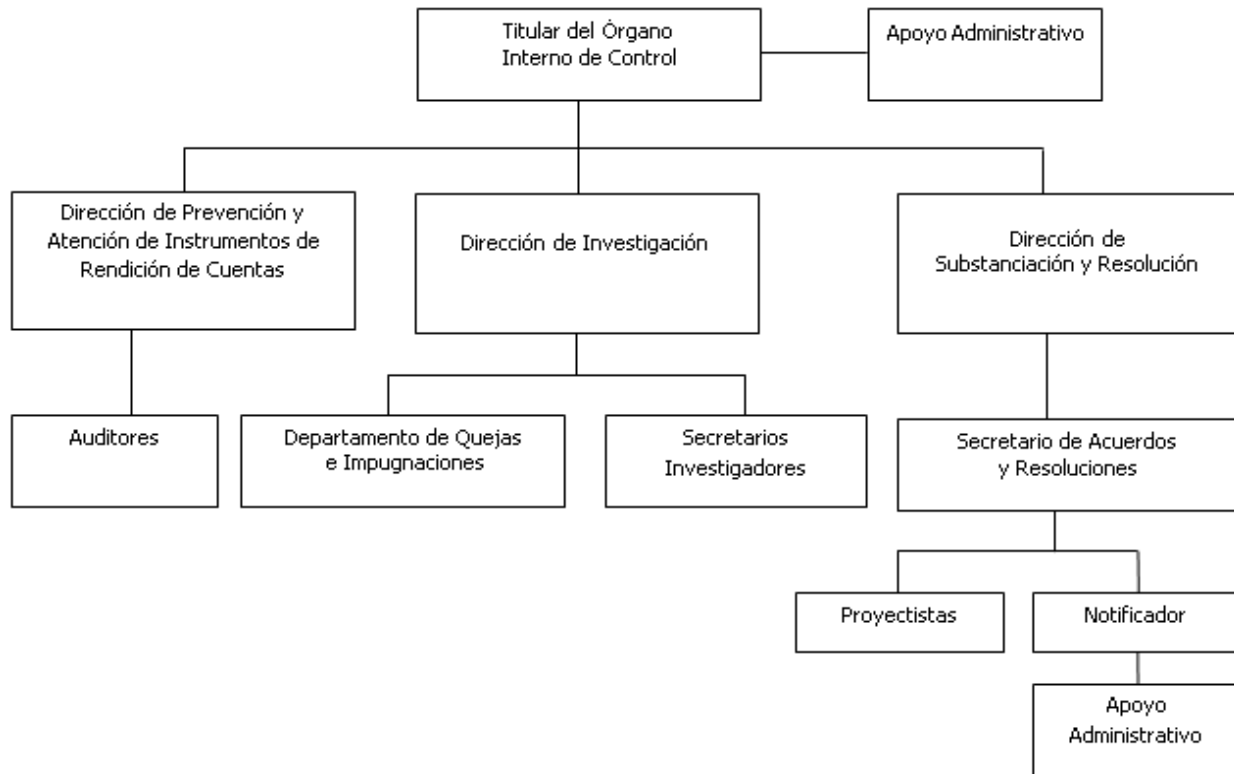 Titular del Órgano
Interno de Control
Apoyo Administrativo
Dirección de Prevención y
Atención de Instrumentos de
Rendición de Cuentas
Dirección de Investigación
Dirección de
Substanciación y Resolución
Auditores
Departamento de Quejas
e Impugnaciones
Secretarios
Investigadores
Secretario de Acuerdos
y Resoluciones
Proyectistas
Notificador
Apoyo
Administrativo